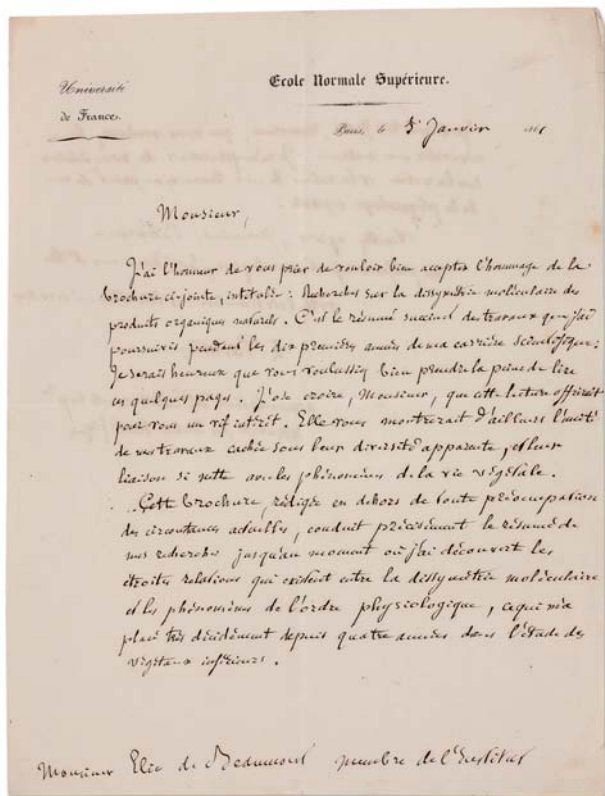 Université
de France.
Ecole Normale Supérieure.
Paris, le 5 Janvier 186
Monsieur,
J'ai l'honneur de vous prier de vouloir bien accepter l'hommage de la
brochure ci-jointe, intitulée : Recherches sur la dissymétrie moléculaire des
produits organiques naturels. C'est le résumé succinct des travaux que j'ai
poursuivis pendant les dix premières années de ma carrière scientifique :
Je serais heureux que vous voulussiez bien prendre la peine de lire
ces quelques pages. J'ose croire, Monsieur, que cette lecture offrirait
pour vous un vif intérêt. Elle vous montrerait d'ailleurs l'unité
de mes travaux cachée sous leur diversité apparente, et leur
liaison si nette avec les phénomènes de la vie végétale.
Cette brochure, rédigée en dehors de toute préoccupation
des circonstances actuelles, conduit précisément le résumé de
mes recherches jusqu'au moment où j'ai découvert les
étroites relations qui existent entre la dissymétrie moléculaire
et les phénomènes de l'ordre physiologique, ce qui m'a
placé très décidément depuis quatre années dans l'étude des
végétaux inférieurs.
Monsieur Elie de Beaumont membre de l'Institut